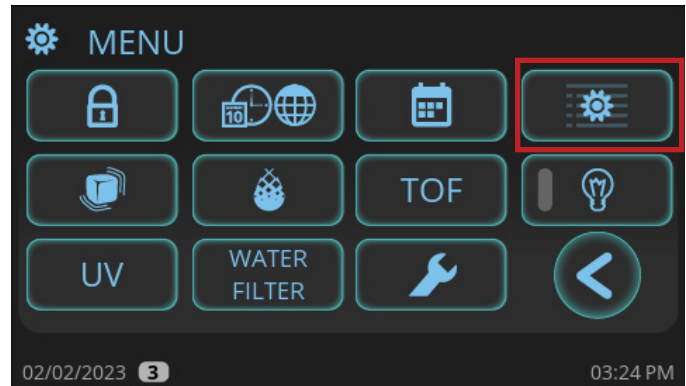 MENU
10
TOF
UV
WATER
FILTER
02/02/2023 3
03:24 PM